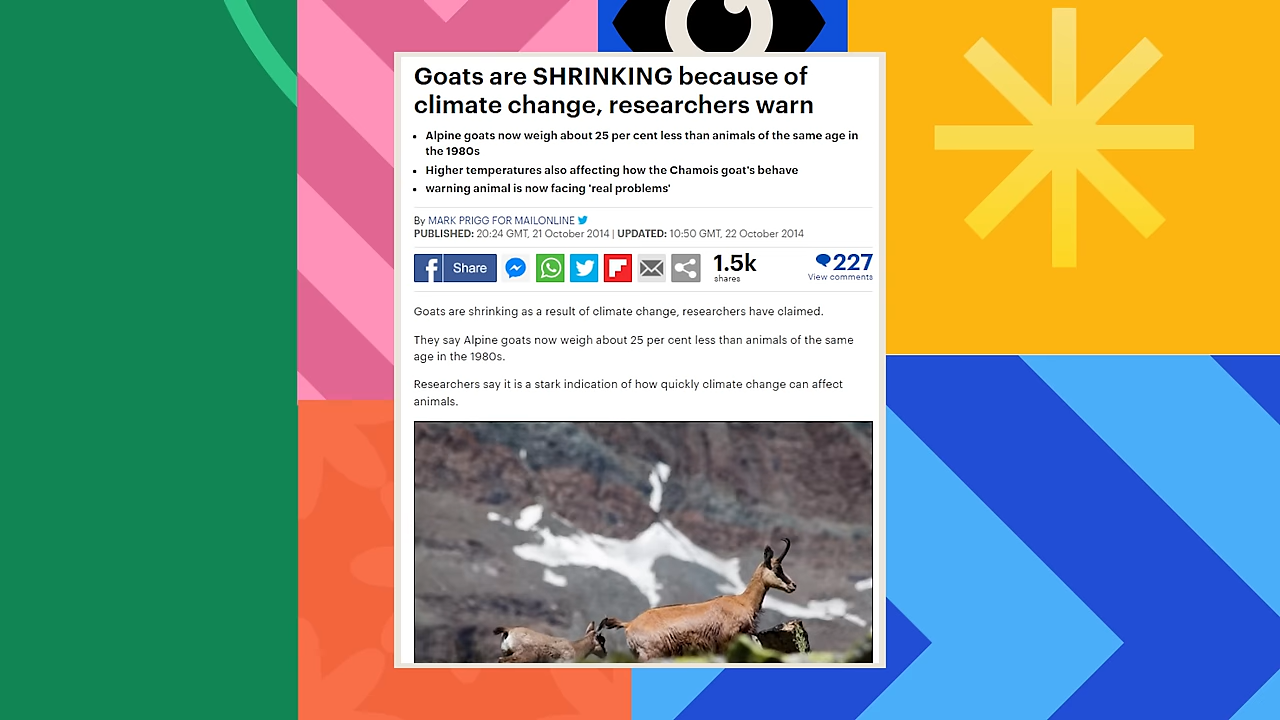 Goats are SHRINKING because of
climate change, researchers warn
• Alpine goats now weigh about 25 per cent less than animals of the same age in
the 1980s
• Higher temperatures also affecting how the Chamois goat's behave
• warning animal is now facing 'real problems'
By MARK PRIGG FOR MAILONLINE
PUBLISHED: 20:24 GMT, 21 October 2014 | UPDATED: 10:50 GMT, 22 October 2014
f Share 1.5k 227
shares View comments
Goats are shrinking as a result of climate change, researchers have claimed.
They say Alpine goats now weigh about 25 per cent less than animals of the same
age in the 1980s.
Researchers say it is a stark indication of how quickly climate change can affect
animals.